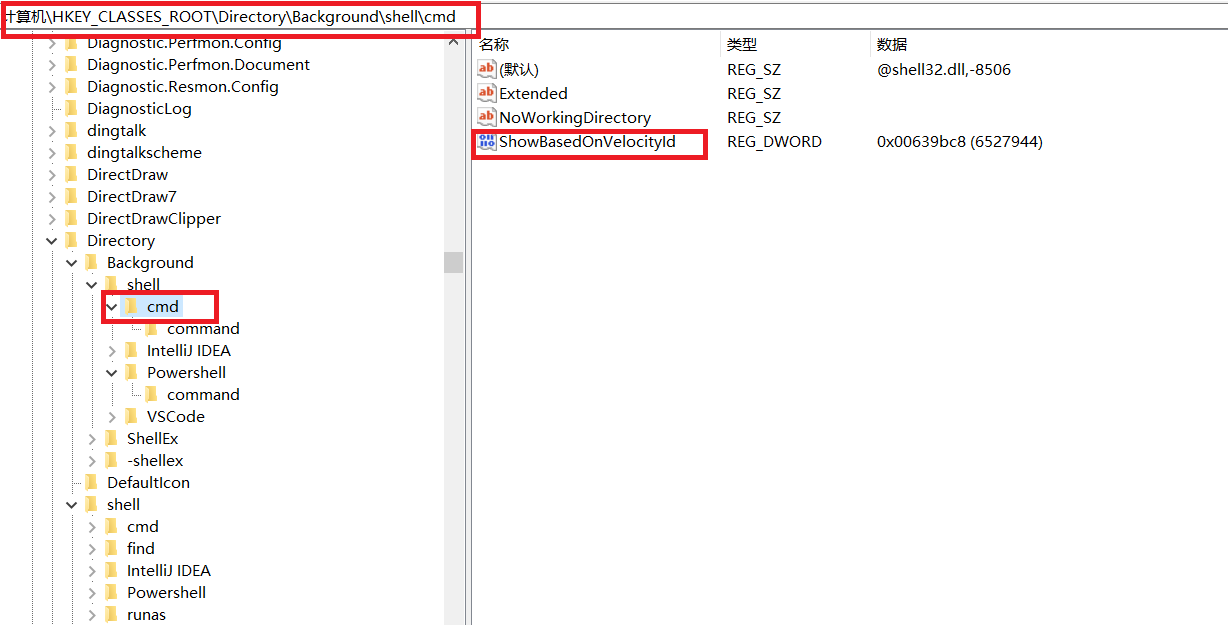 计算机\HKEY_CLASSES_ROOT\Directory\Background\shell\cmd
Diagnostic.Perfmon.Config
Diagnostic.Perfmon.Document
Diagnostic.Resmon.Config
DiagnosticLog
dingtalk
dingtalkscheme
DirectDraw
DirectDraw7
DirectDrawClipper
Directory
Background
shell
cmd
command
IntelliJ IDEA
Powershell
command
VSCode
ShellEx
-shellex
DefaultIcon
shell
cmd
find
IntelliJ IDEA
Powershell
runas
名称 类型 数据
ab (默认) REG_SZ @shell32.dll,-8506
ab Extended REG_SZ
ab NoWorkingDirectory REG_SZ
ShowBasedOnVelocityId REG_DWORD 0x00639bc8 (6527944)